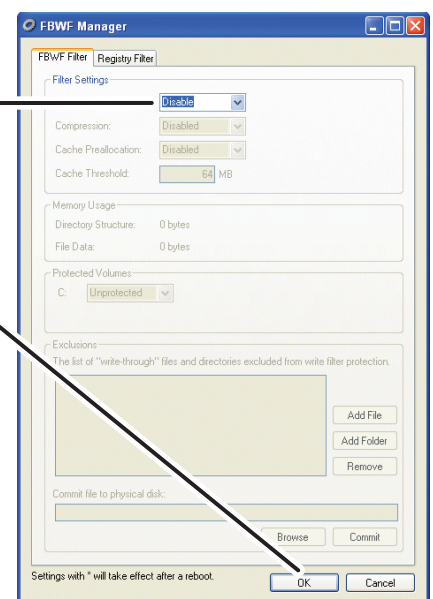 FBWF Manager
FBWF Filter Registry Filter
Filter Settings
Disable
Compression: Disabled
Cache Preallocation: Disabled
Cache Threshold: 64 MB
Memory Usage
Directory Structure: 0 bytes
File Data: 0 bytes
Protected Volumes
C: Unprotected
Exclusions
The list of "write-through" files and directories excluded from write filter protection.
Add File
Add Folder
Remove
Commit file to physical disk:
Browse Commit
Settings with * will take effect after a reboot.
OK Cancel